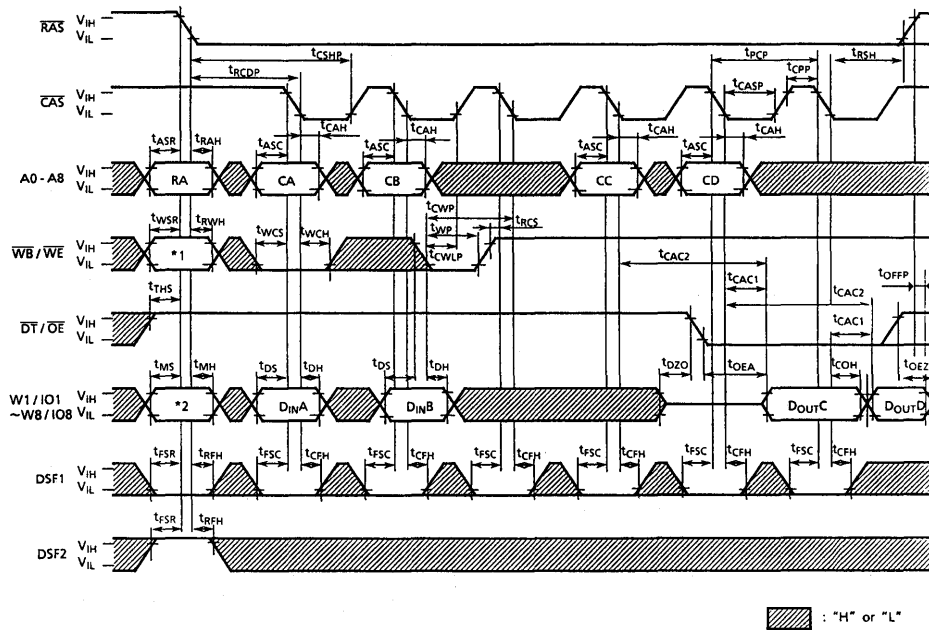 RAS VIH
VIL
tCSHP tPCP tRSH
tRCDP tCPP
CAS VIH
VIL
tCASP
tASR tRAH tASC tCAH tASC tCAH tASC tCAH tASC tCAH
A0 - A8 VIH
VIL
RA CA CB CC CD
tWSR tRWH tWCS tWCH tCWP tWP tCWLP tRCS
WB / WE VIH
VIL
*1
tCAC2
tCAC1 tCAC2 tOFFP
tTHS
DT / OE VIH
VIL
tCAC1
tMS tMH tDS tDH tDS tDH tDZO tOEA tCOH tOEZ
W1 / IO1 VIH
~W8 / IO8 VIL
*2 DINA DINB DOUTC DOUTD
tFSR tRFH tFSC tCFH tFSC tCFH tFSC tCFH tFSC tCFH tFSC tCFH tFSC tCFH
DSF1 VIH
VIL
tFSR tRFH
DSF2 VIH
VIL
: "H" or "L"